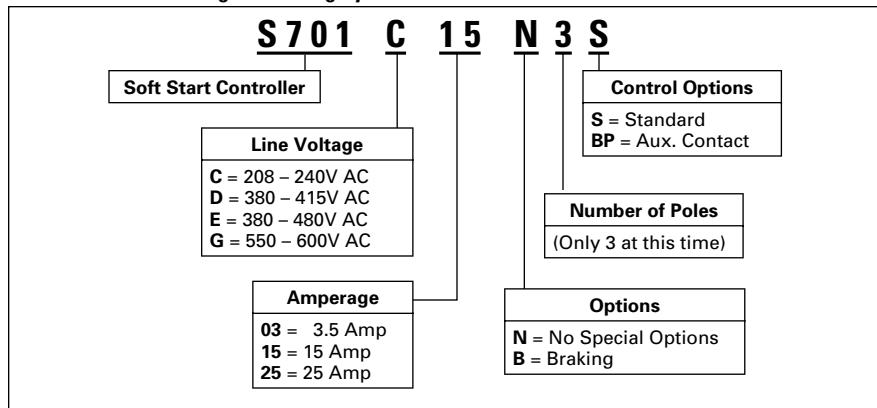 S701 C 15 N 3 S
Soft Start Controller
Line Voltage
C = 208 – 240V AC
D = 380 – 415V AC
E = 380 – 480V AC
G = 550 – 600V AC
Amperage
03 = 3.5 Amp
15 = 15 Amp
25 = 25 Amp
Control Options
S = Standard
BP = Aux. Contact
Number of Poles
(Only 3 at this time)
Options
N = No Special Options
B = Braking